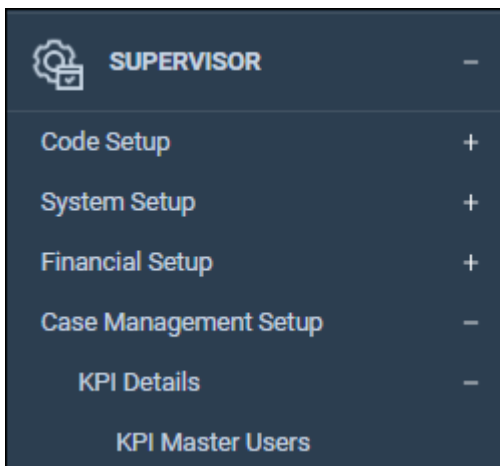 SUPERVISOR –
Code Setup +
System Setup +
Financial Setup +
Case Management Setup –
KPI Details –
KPI Master Users